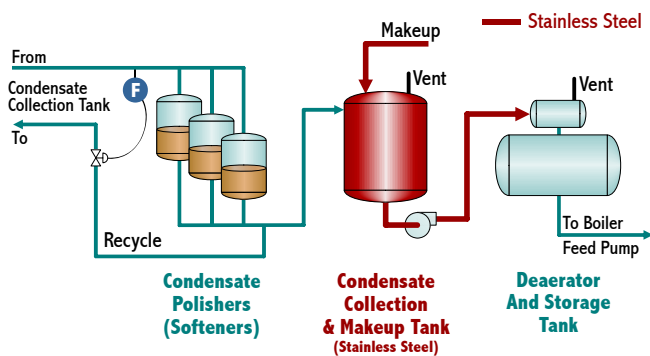 Stainless Steel
Makeup
From
Vent
Vent
F
Condensate
Collection Tank
To
To Boiler
Feed Pump
Recycle
Condensate
Polishers
(Softeners)
Condensate
Collection
& Makeup Tank
(Stainless Steel)
Deaerator
And Storage
Tank